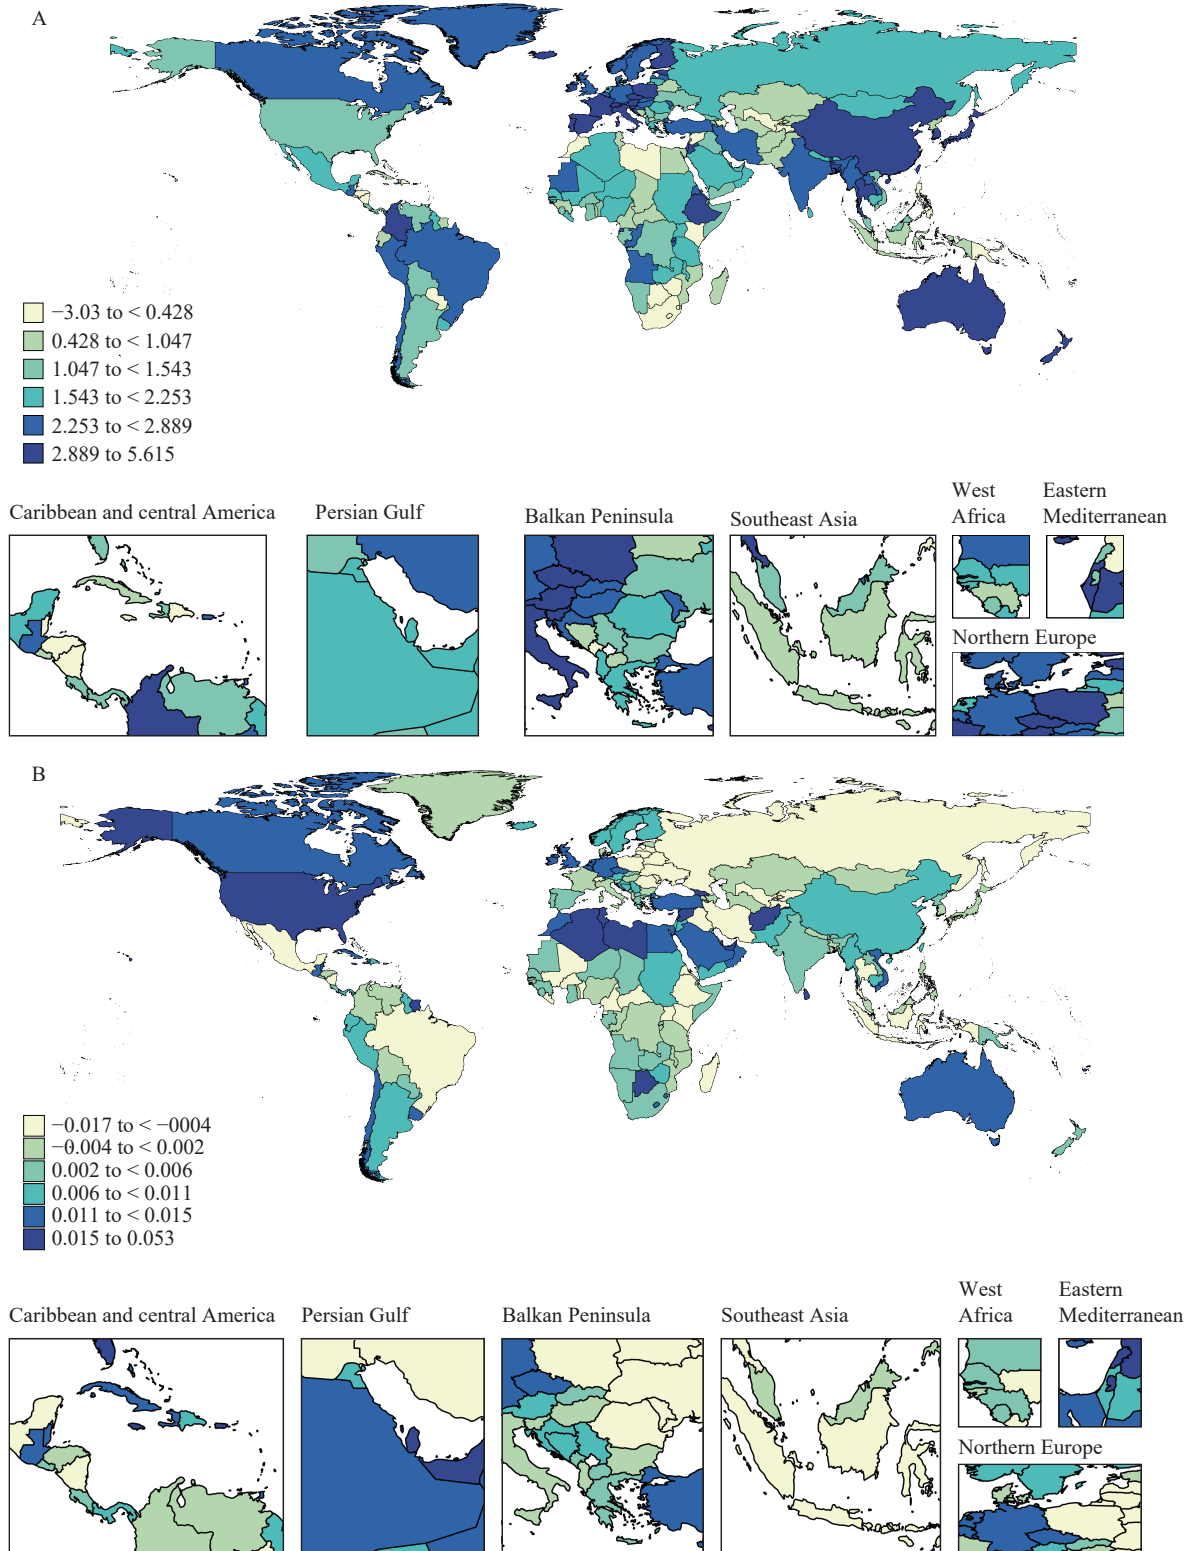 A
−3.03 to < 0.428
0.428 to < 1.047
1.047 to < 1.543
1.543 to < 2.253
2.253 to < 2.889
2.889 to 5.615
Caribbean and central America
Persian Gulf
Balkan Peninsula
Southeast Asia
West
Africa
Eastern
Mediterranean
Northern Europe
B
−0.017 to < −0004
−0.004 to < 0.002
0.002 to < 0.006
0.006 to < 0.011
0.011 to < 0.015
0.015 to 0.053
Caribbean and central America
Persian Gulf
Balkan Peninsula
Southeast Asia
West
Africa
Eastern
Mediterranean
Northern Europe